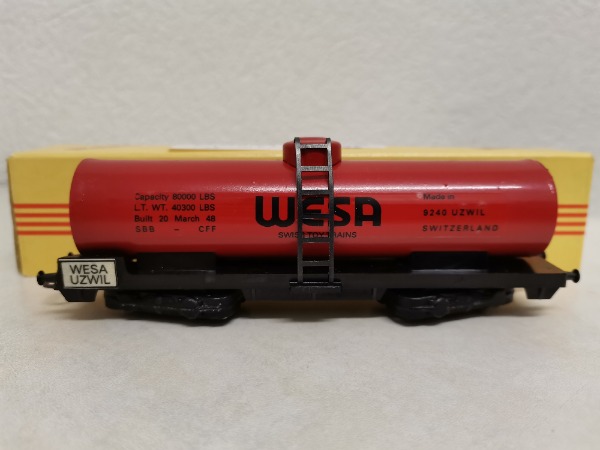 Capacity 80000 LBS
L.T. WT. 40300 LBS
Built 20 March 48
SBB - CFF
WESA
SWISS TOY TRAINS
Made in
9240 UZWIL
SWITZERLAND
WESA
UZWIL